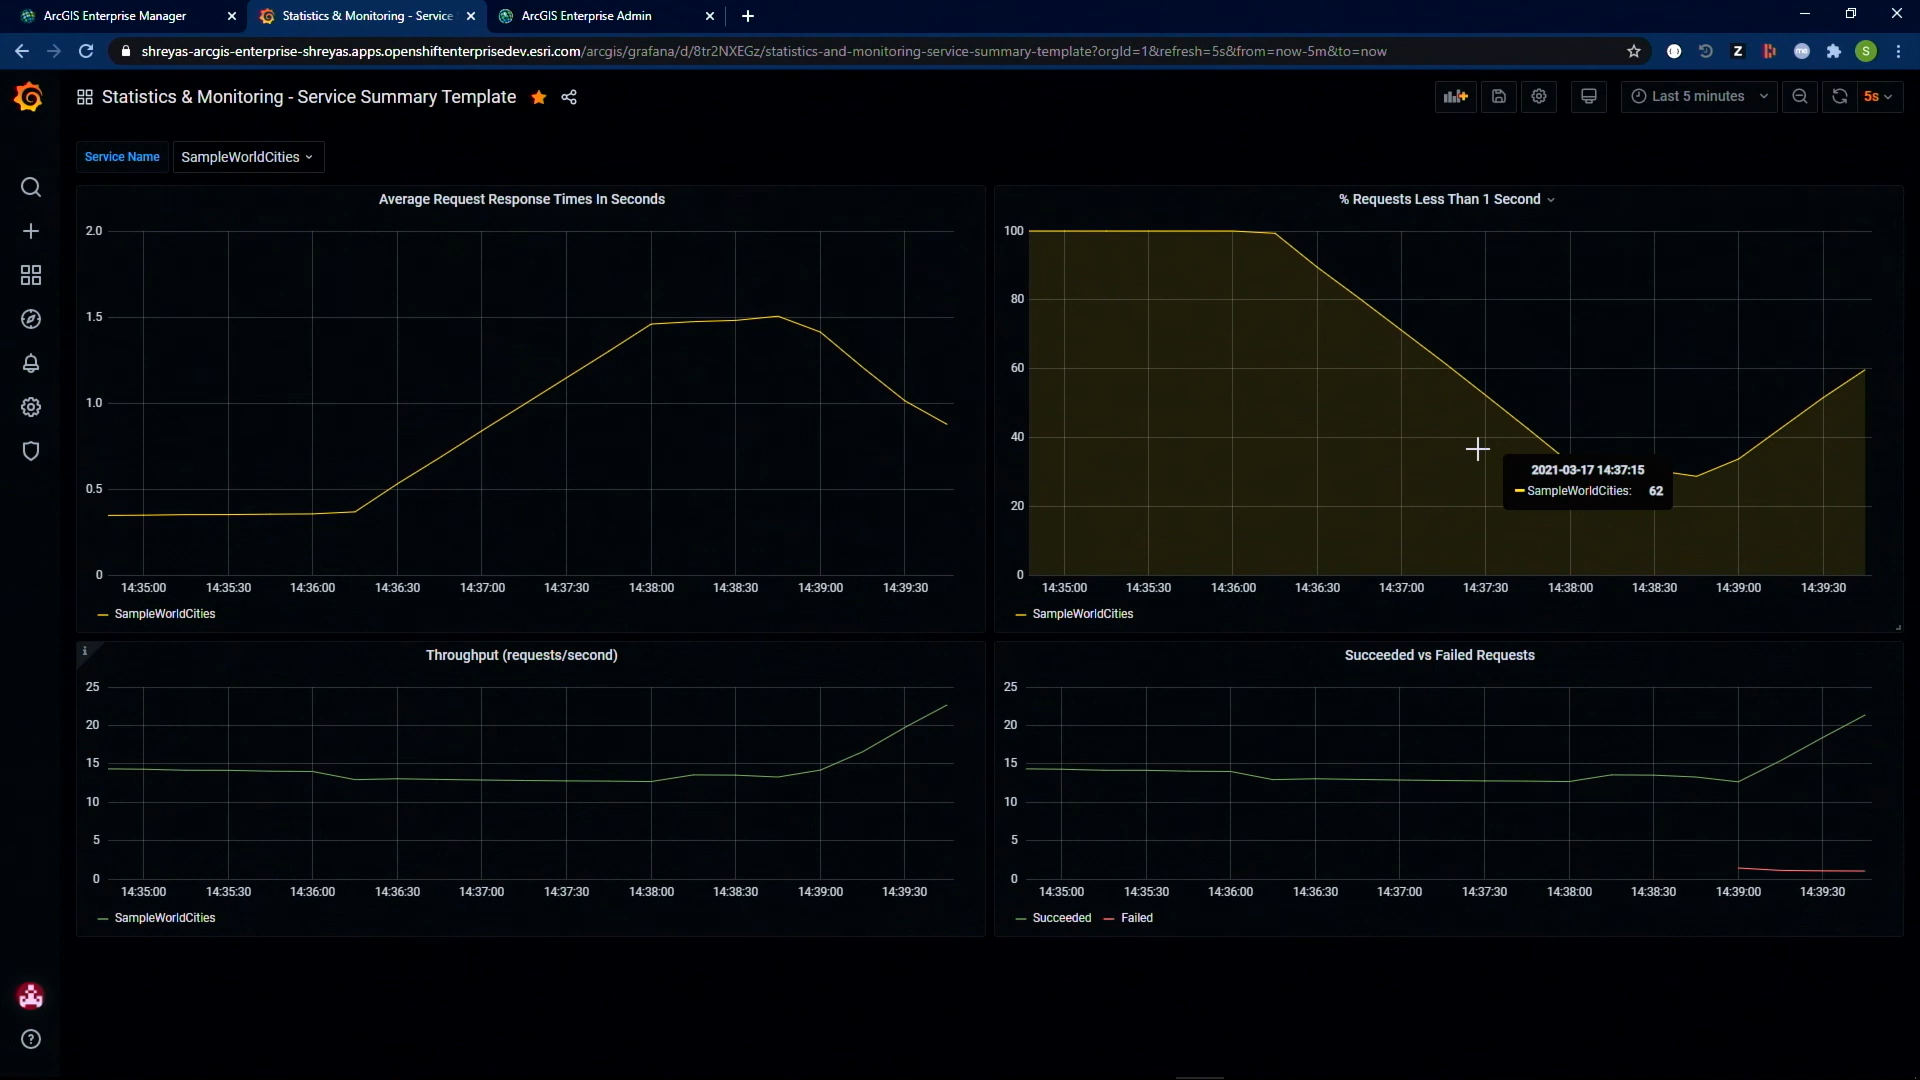 ArcGIS Enterprise Manager
Statistics & Monitoring - Service
ArcGIS Enterprise Admin
shreyas-arcgis-enterprise-shreyas.apps.openshiftenterprisedev.esri.com/arcgis/grafana/d/8tr2NXEGz/statistics-and-monitoring-service-summary-template?orgId=1&refresh=5s&from=now-5m&to=now
Z
me
S
Statistics & Monitoring - Service Summary Template
Last 5 minutes
5s
Service Name SampleWorldCities
Average Request Response Times In Seconds
2.0
1.5
1.0
0.5
0
14:35:00 14:35:30 14:36:00 14:36:30 14:37:00 14:37:30 14:38:00 14:38:30 14:39:00 14:39:30
SampleWorldCities
% Requests Less Than 1 Second
100
80
60
40
20
0
2021-03-17 14:37:15
SampleWorldCities: 62
14:35:00 14:35:30 14:36:00 14:36:30 14:37:00 14:37:30 14:38:00 14:38:30 14:39:00 14:39:30
SampleWorldCities
i
Throughput (requests/second)
25
20
15
10
5
0
14:35:00 14:35:30 14:36:00 14:36:30 14:37:00 14:37:30 14:38:00 14:38:30 14:39:00 14:39:30
SampleWorldCities
Succeeded vs Failed Requests
25
20
15
10
5
0
14:35:00 14:35:30 14:36:00 14:36:30 14:37:00 14:37:30 14:38:00 14:38:30 14:39:00 14:39:30
Succeeded Failed